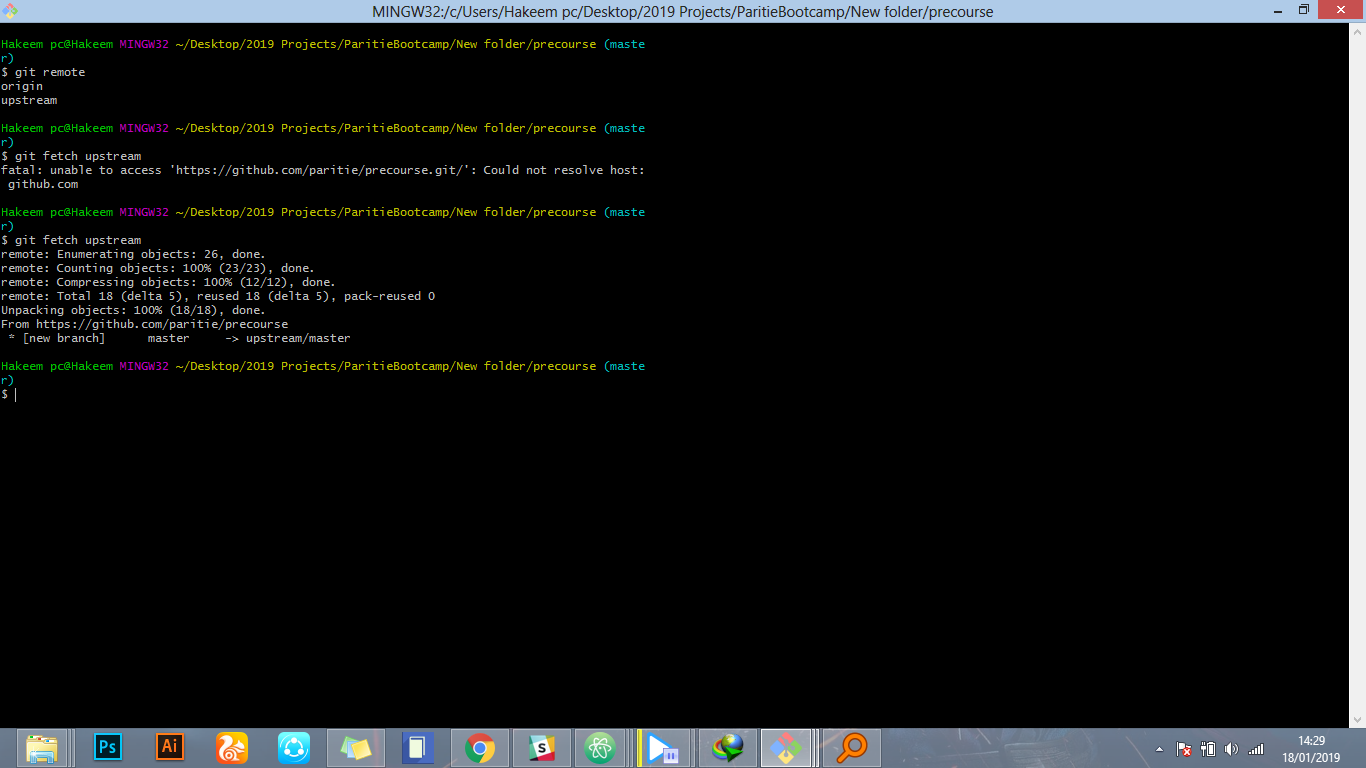 MINGW32:/c/Users/Hakeem pc/Desktop/2019 Projects/ParitieBootcamp/New folder/precourse
Hakeem pc@Hakeem MINGW32 ~/Desktop/2019 Projects/ParitieBootcamp/New folder/precourse (maste
r)
$ git remote
origin
upstream
Hakeem pc@Hakeem MINGW32 ~/Desktop/2019 Projects/ParitieBootcamp/New folder/precourse (maste
r)
$ git fetch upstream
fatal: unable to access 'https://github.com/paritie/precourse.git/': Could not resolve host:
github.com
Hakeem pc@Hakeem MINGW32 ~/Desktop/2019 Projects/ParitieBootcamp/New folder/precourse (maste
r)
$ git fetch upstream
remote: Enumerating objects: 26, done.
remote: Counting objects: 100% (23/23), done.
remote: Compressing objects: 100% (12/12), done.
remote: Total 18 (delta 5), reused 18 (delta 5), pack-reused 0
Unpacking objects: 100% (18/18), done.
From https://github.com/paritie/precourse
* [new branch]      master     -> upstream/master
Hakeem pc@Hakeem MINGW32 ~/Desktop/2019 Projects/ParitieBootcamp/New folder/precourse (maste
r)
$
Ps
Ai
S
14:29
18/01/2019